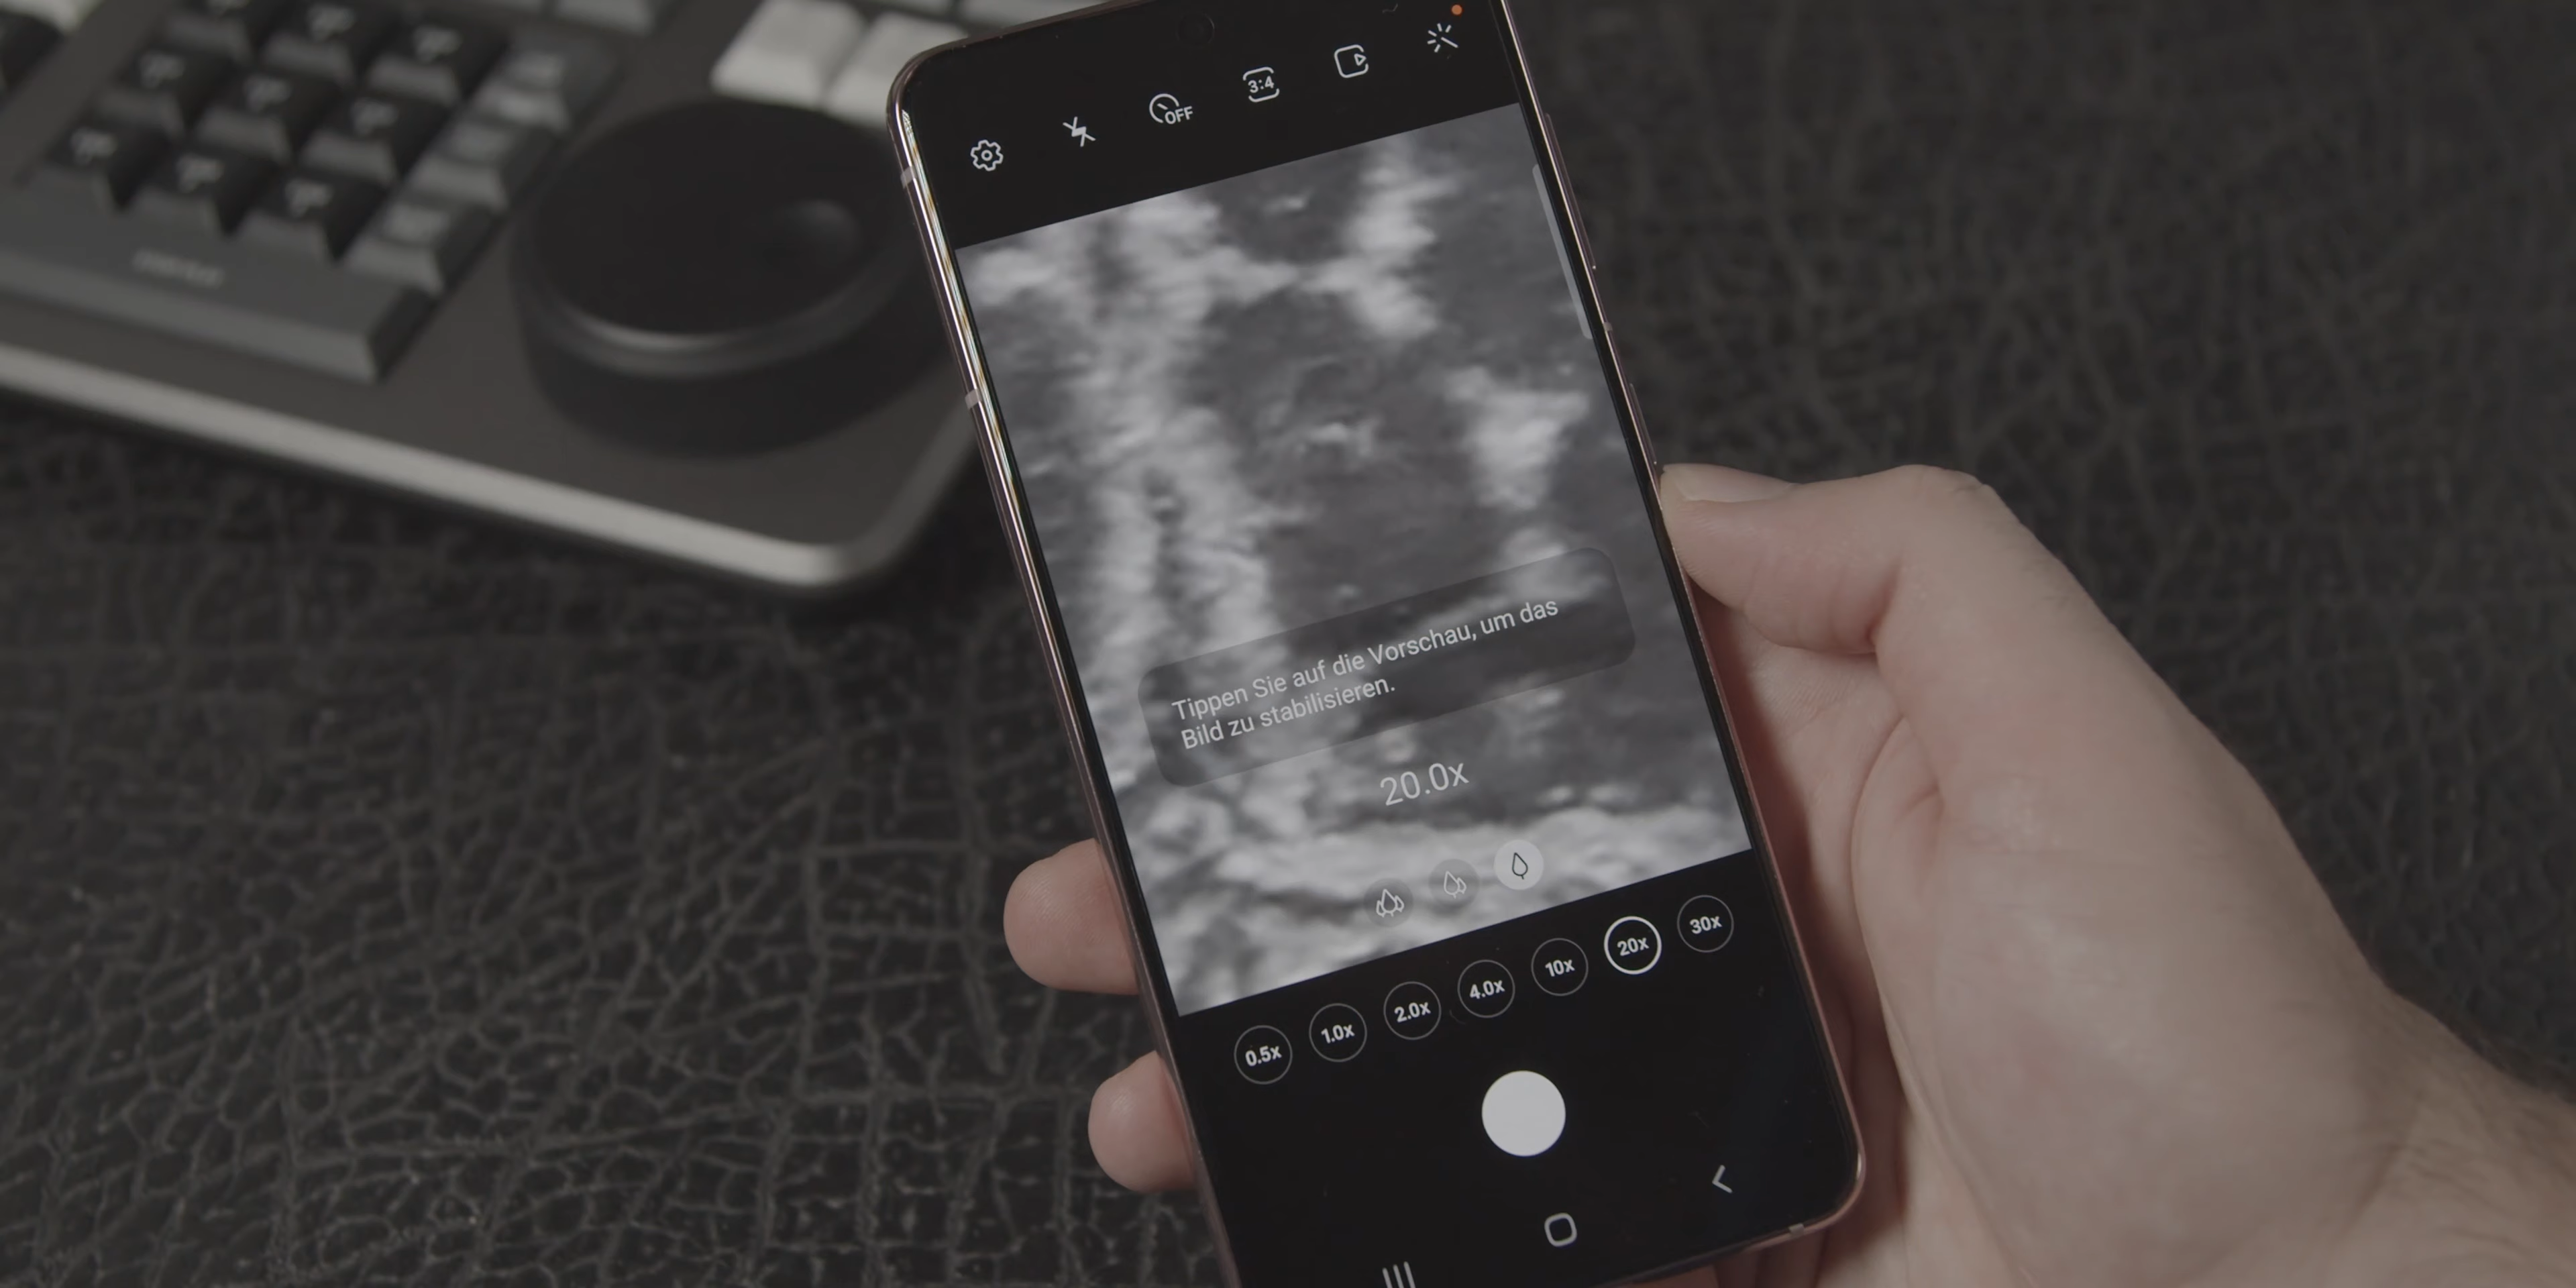 OFF
3:4
Tippen Sie auf die Vorschau, um das
Bild zu stabilisieren.
20.0x
0.5x
1.0x
2.0x
4.0x
10x
20x
30x